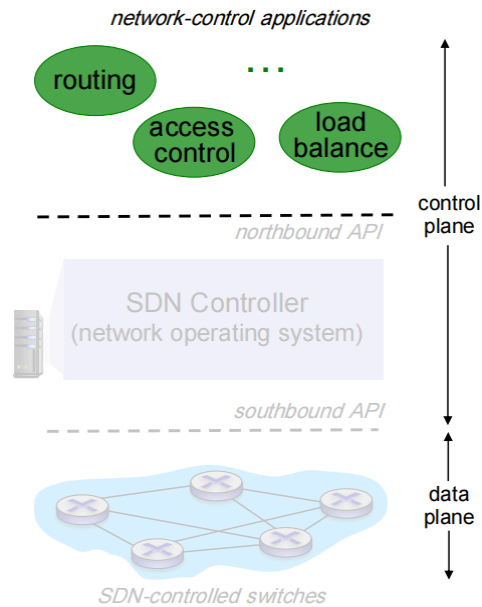 network-control applications
routing
...
access
control
load
balance
control
plane
northbound API
SDN Controller
(network operating system)
southbound API
data
plane
SDN-controlled switches